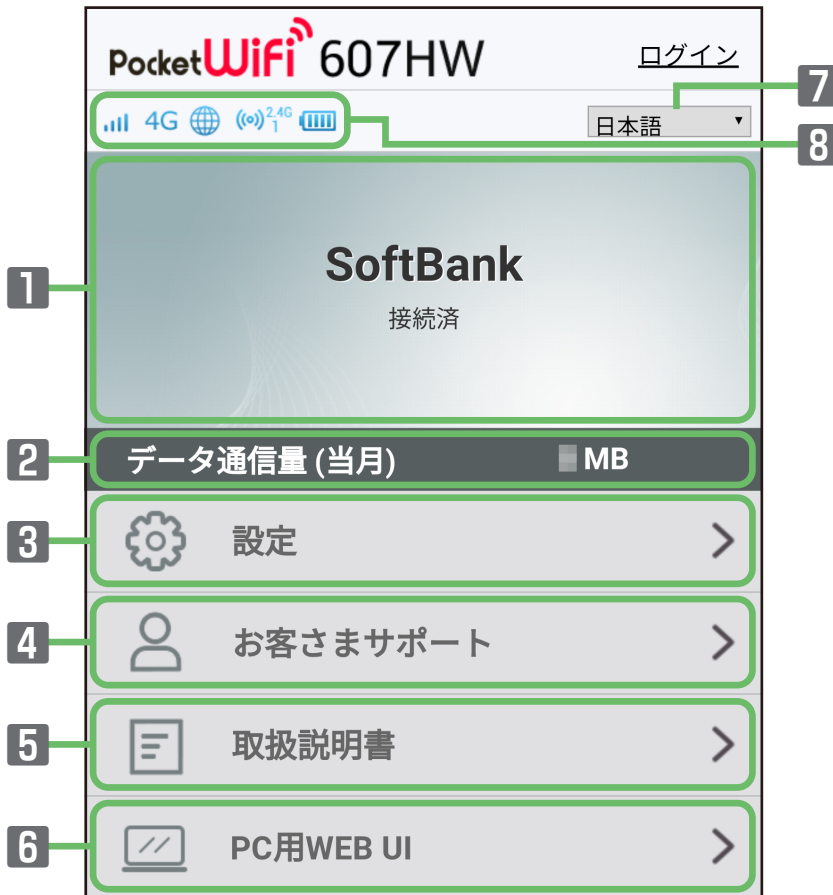 PocketWiFi 607HW
ログイン
7
4G 2.4G 1
日本語
8
1
SoftBank
接続済
2
データ通信量 (当月) MB
3
設定
4
お客さまサポート
5
取扱説明書
6
PC用WEB UI